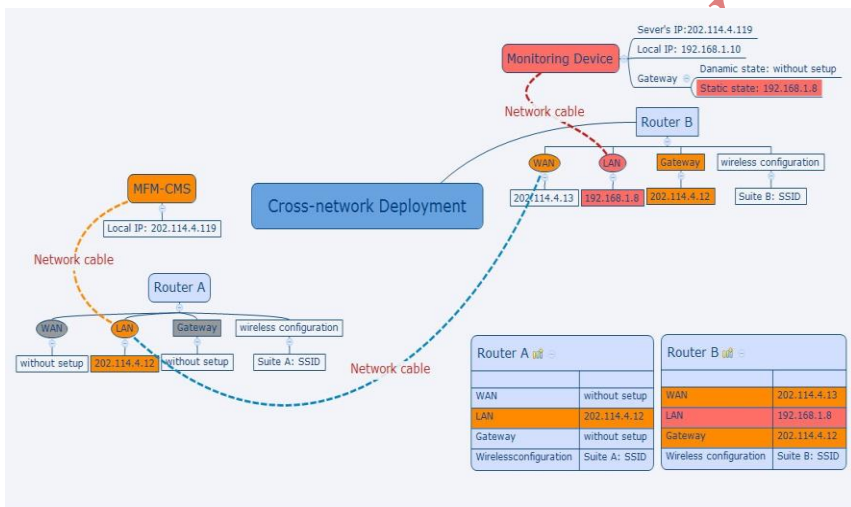 Sever's IP:202.114.4.119
Local IP: 192.168.1.10
Monitoring Device
Gateway
Danamic state: without setup
Static state: 192.168.1.8
Network cable
Router B
WAN
LAN
Gateway
wireless configuration
202.114.4.13
192.168.1.8
202.114.4.12
Suite B: SSID
MFM-CMS
Local IP: 202.114.4.119
Cross-network Deployment
Network cable
Router A
WAN
LAN
Gateway
wireless configuration
without setup
202.114.4.12
without setup
Suite A: SSID
Network cable
Router A
WAN without setup
LAN 202.114.4.12
Gateway without setup
Wirelessconfiguration Suite A: SSID
Router B
WAN 202.114.4.13
LAN 192.168.1.8
Gateway 202.114.4.12
Wireless configuration Suite B: SSID